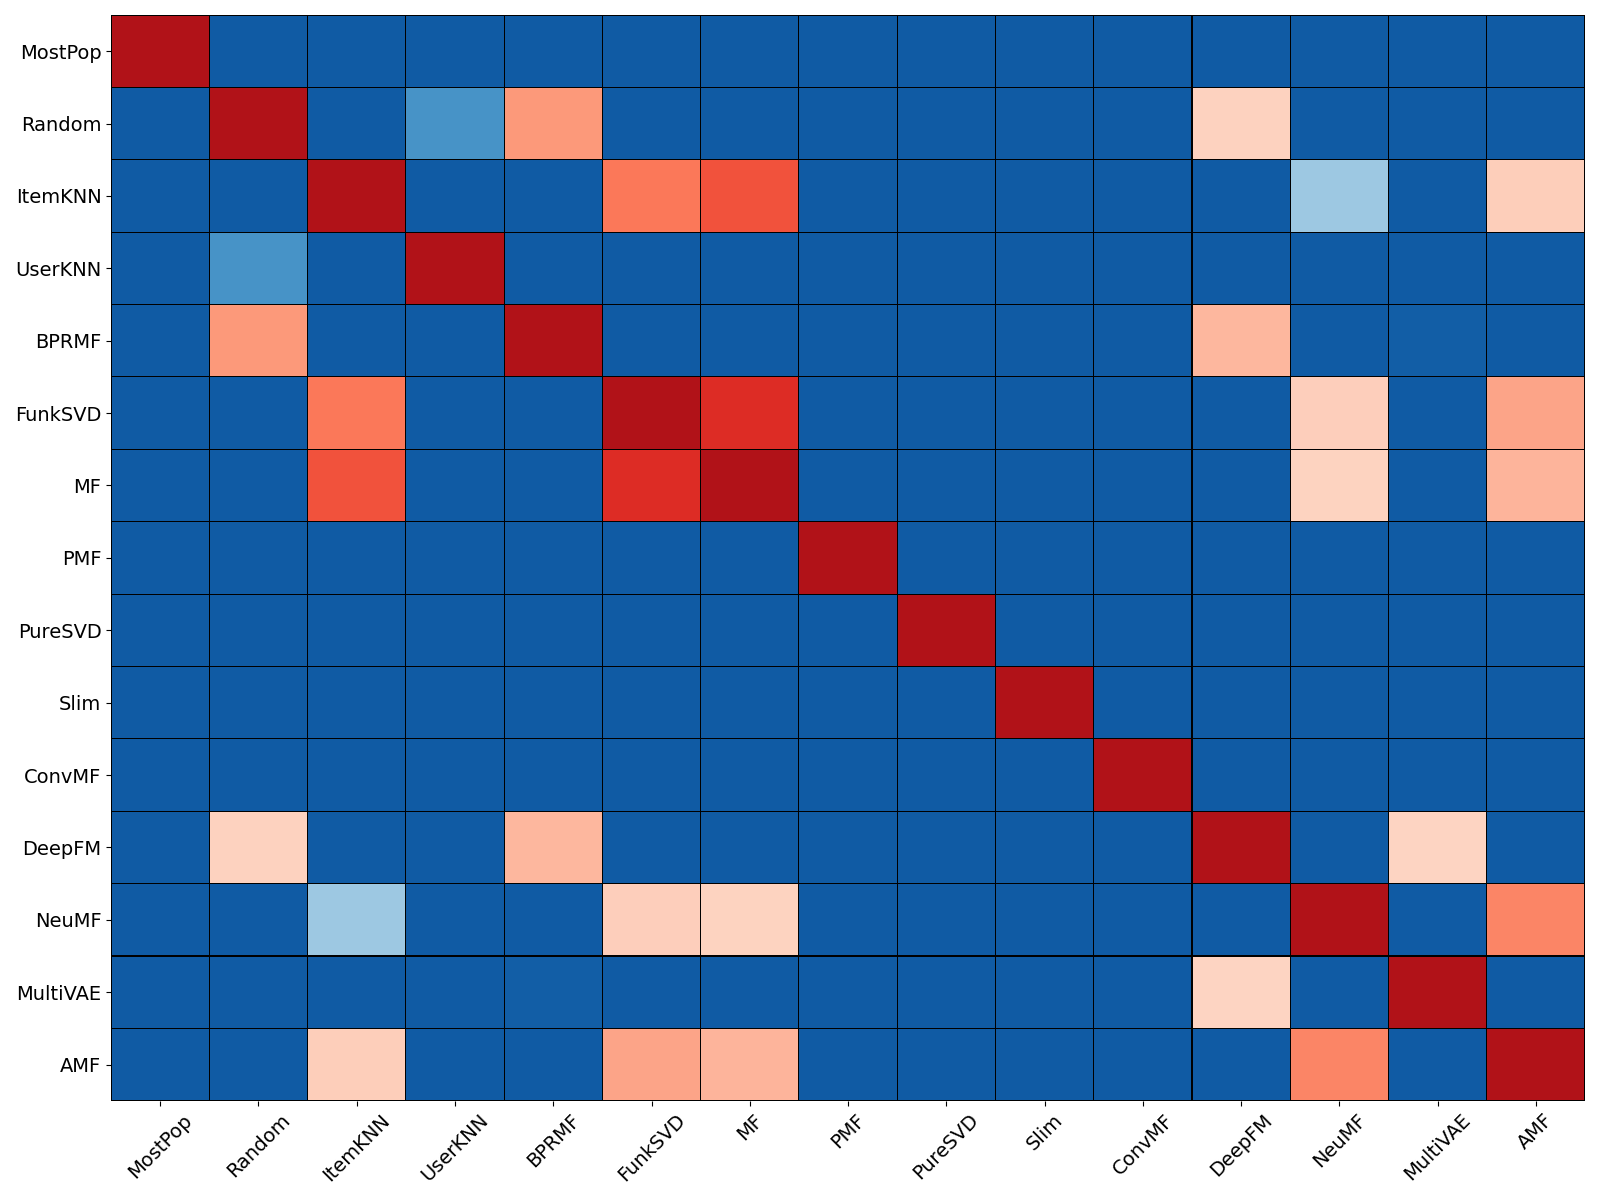 MostPop
Random
ItemKNN
UserKNN
BPRMF
FunkSVD
MF
PMF
PureSVD
Slim
ConvMF
DeepFM
NeuMF
MultiVAE
AMF
MostPop
Random
ItemKNN
UserKNN
BPRMF
FunkSVD
MF
PMF
PureSVD
Slim
ConvMF
DeepFM
NeuMF
MultiVAE
AMF